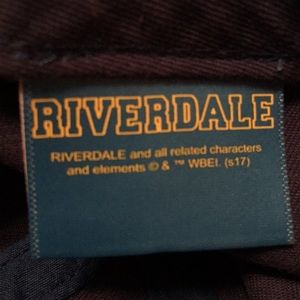 RIVERDALE
RIVERDALE and all related characters
and elements © & ™ WBEI. (s17)